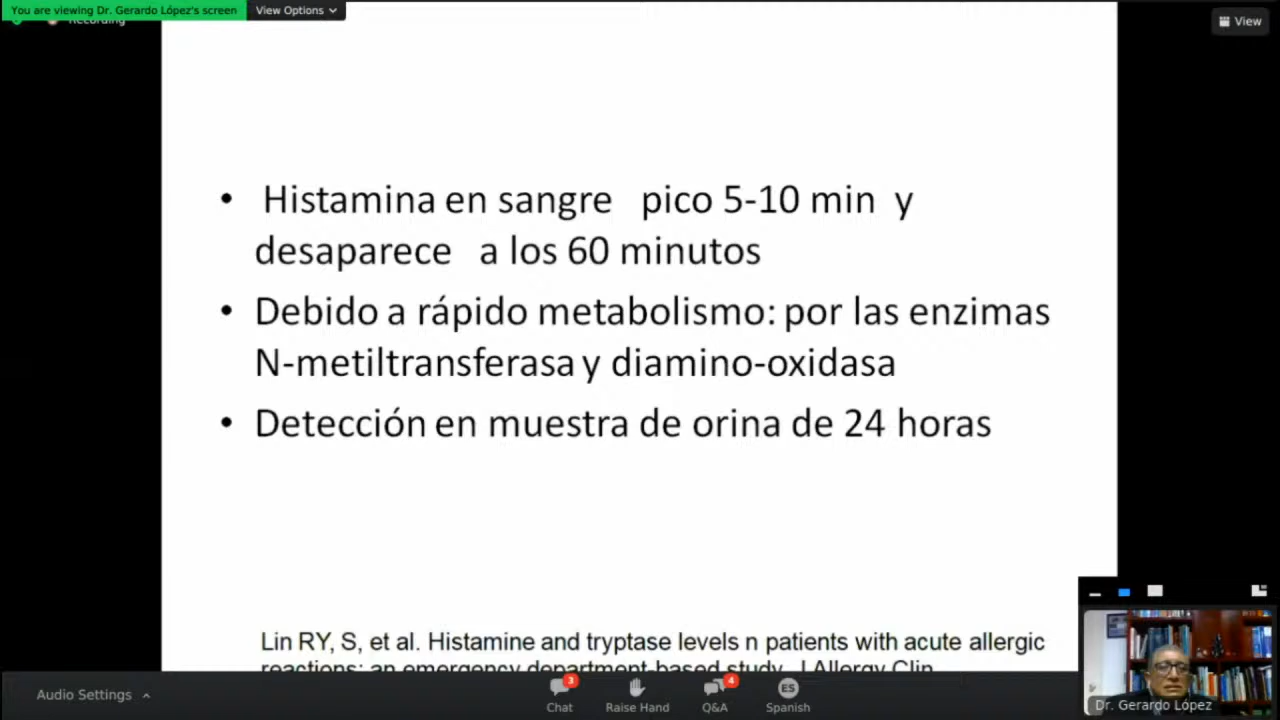 You are viewing Dr. Gerardo López's screen
View Options
Recording
View
• Histamina en sangre pico 5-10 min y
desaparece a los 60 minutos
• Debido a rápido metabolismo: por las enzimas
N-metiltransferasa y diamino-oxidasa
• Detección en muestra de orina de 24 horas
Lin RY, S, et al. Histamine and tryptase levels n patients with acute allergic
reactions: an emergency department-based study. J Allergy Clin
Audio Settings
3
Chat
Raise Hand
4
Q&A
ES
Spanish
Dr. Gerardo López